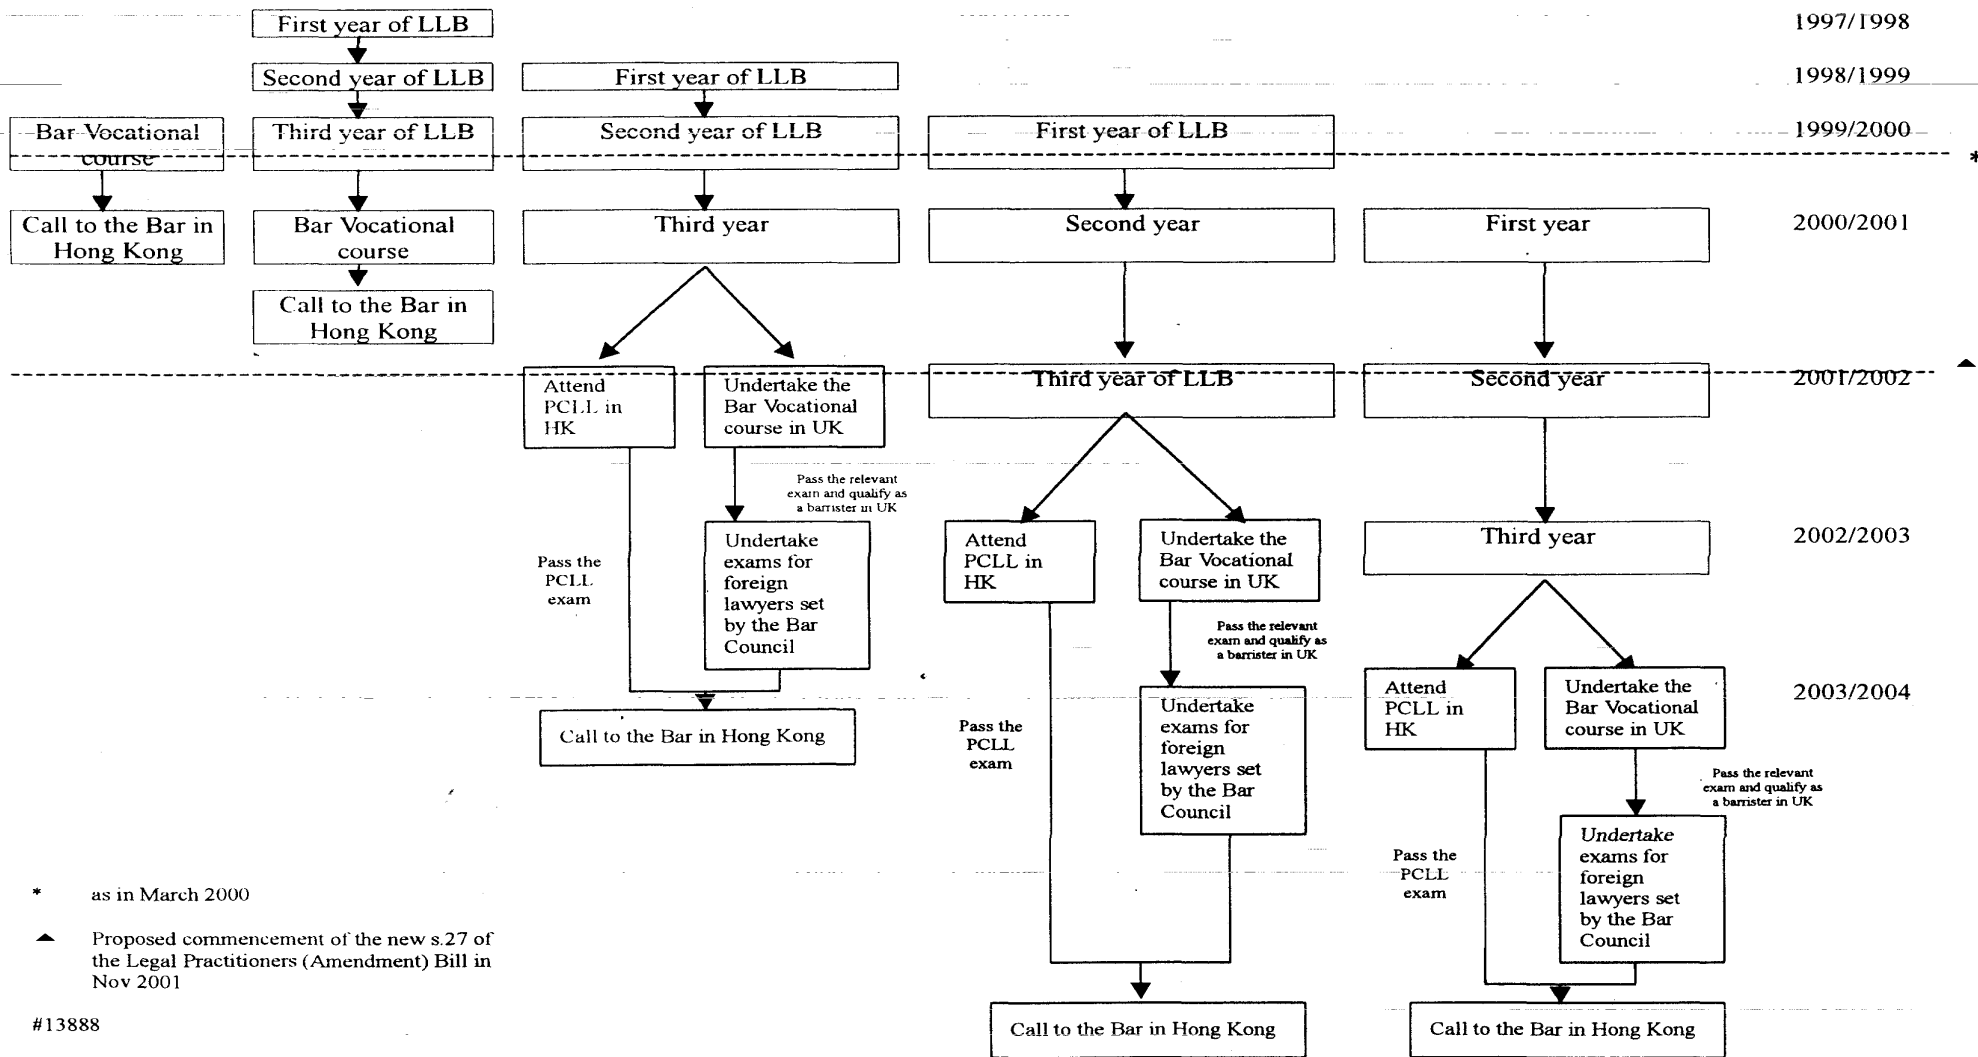 First year of LLB
1997/1998
Second year of LLB
First year of LLB
1998/1999
Bar Vocational
course
Third year of LLB
Second year of LLB
First year of LLB
1999/2000
*
Call to the Bar in
Hong Kong
Bar Vocational
course
Third year
Second year
First year
2000/2001
Call to the Bar in
Hong Kong
Attend
PCLL in
HK
Undertake the
Bar Vocational
course in UK
Third year of LLB
Second year
2001/2002
▲
Pass the relevant
exam and qualify as
a barrister in UK
Pass the
PCLL
exam
Undertake
exams for
foreign
lawyers set
by the Bar
Council
Attend
PCLL in
HK
Undertake the
Bar Vocational
course in UK
Third year
2002/2003
Pass the relevant
exam and qualify as
a barrister in UK
Call to the Bar in Hong Kong
Pass the
PCLL
exam
Undertake
exams for
foreign
lawyers set
by the Bar
Council
Attend
PCLL in
HK
Undertake the
Bar Vocational
course in UK
2003/2004
Pass the relevant
exam and qualify as
a barrister in UK
Pass the
PCLL
exam
Undertake
exams for
foreign
lawyers set
by the Bar
Council
* as in March 2000
▲ Proposed commencement of the new s.27 of
the Legal Practitioners (Amendment) Bill in
Nov 2001
#13888
Call to the Bar in Hong Kong
Call to the Bar in Hong Kong